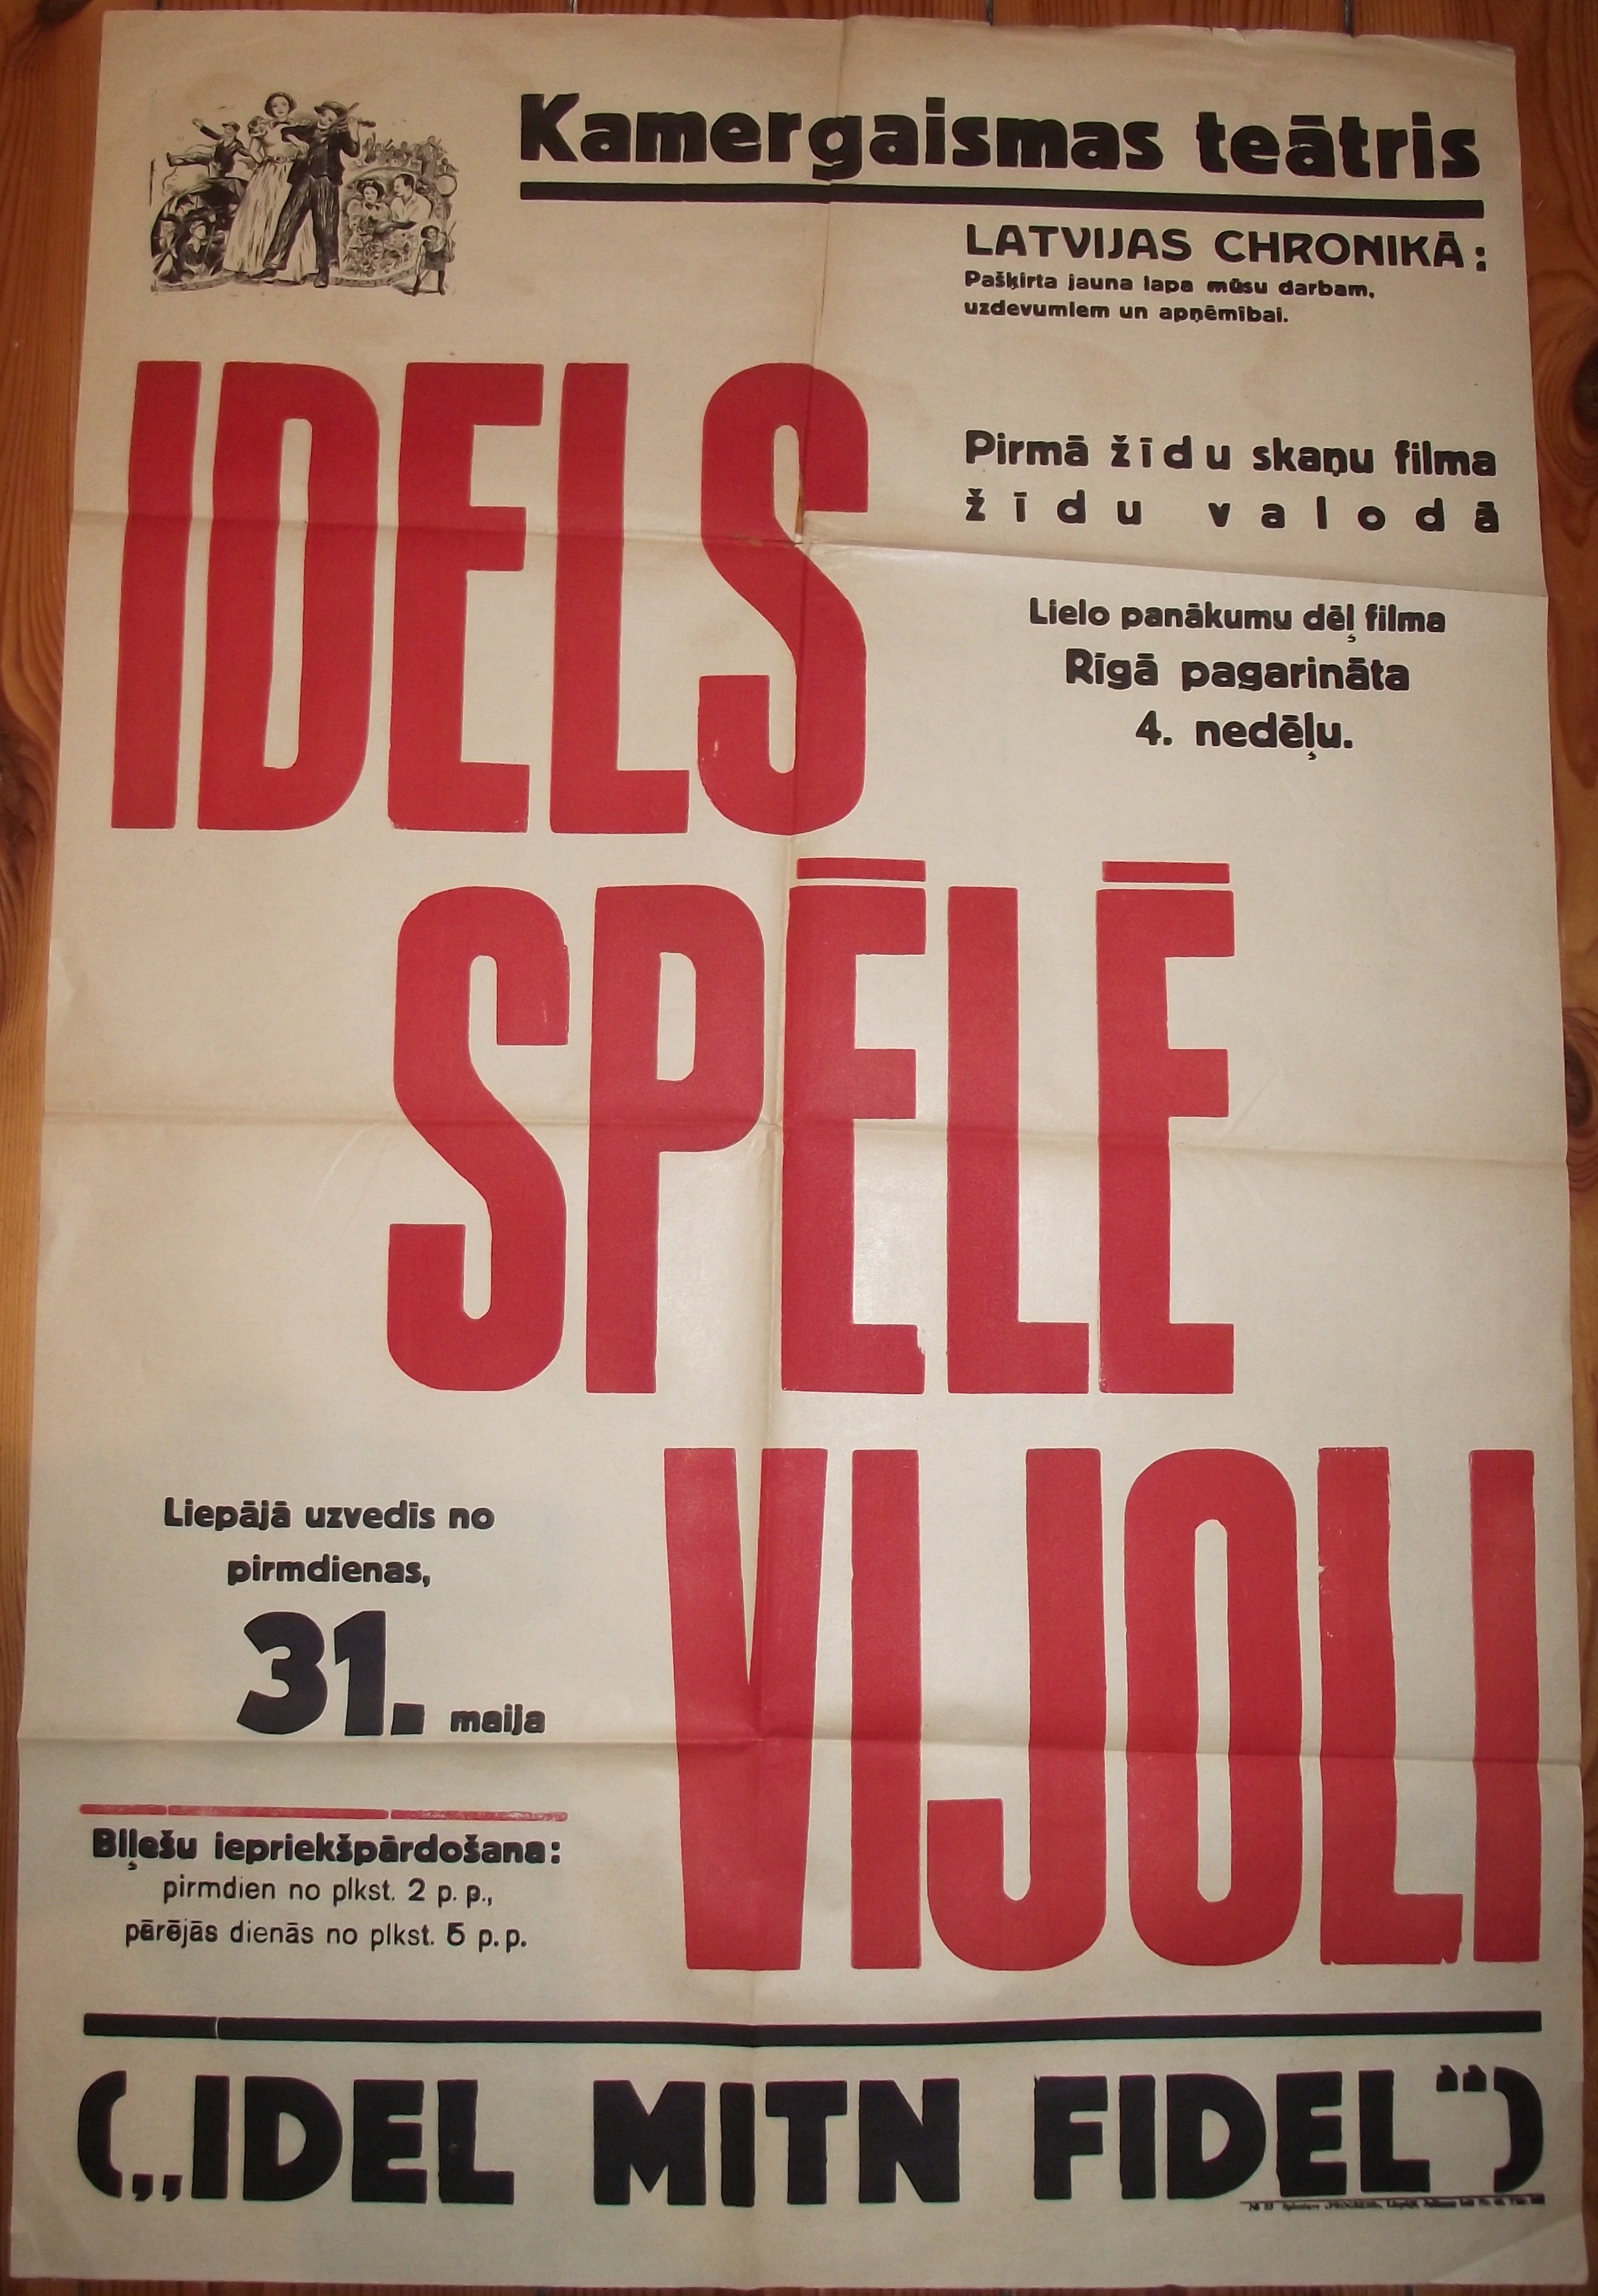 Kamergaismas teātris
LATVIJAS CHRONIKĀ:
Pašķirta jauna lapa mūsu darbam,
uzdevumiem un apņēmībai.
IDELS
Pirmā žīdu skaņu filma
žīdu valodā
Lielo panākumu dēļ filma
Rīgā pagarināta
4. nedēļu.
SPĒLĒ
VIJOLI
Liepājā uzvedīs no
pirmdienas,
31. maija
Biļešu iepriekšpārdošana:
pirmdien no plkst. 2 p. p.,
pārējās dienās no plkst. 5 p. p.
(„IDEL MITN FIDEL“)